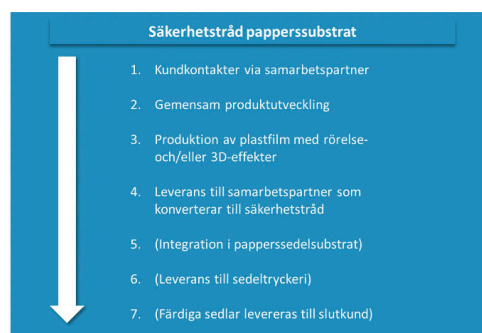 Säkerhetstråd papperssubstrat
1. Kundkontakter via samarbetspartner
2. Gemensam produktutveckling
3. Produktion av plastfilm med rörelse-
och/eller 3D-effekter
4. Leverans till samarbetspartner som
konverterar till säkerhetstråd
5. (Integration i papperssedelsubstrat)
6. (Leverans till sedeltryckeri)
7. (Färdiga sedlar levereras till slutkund)